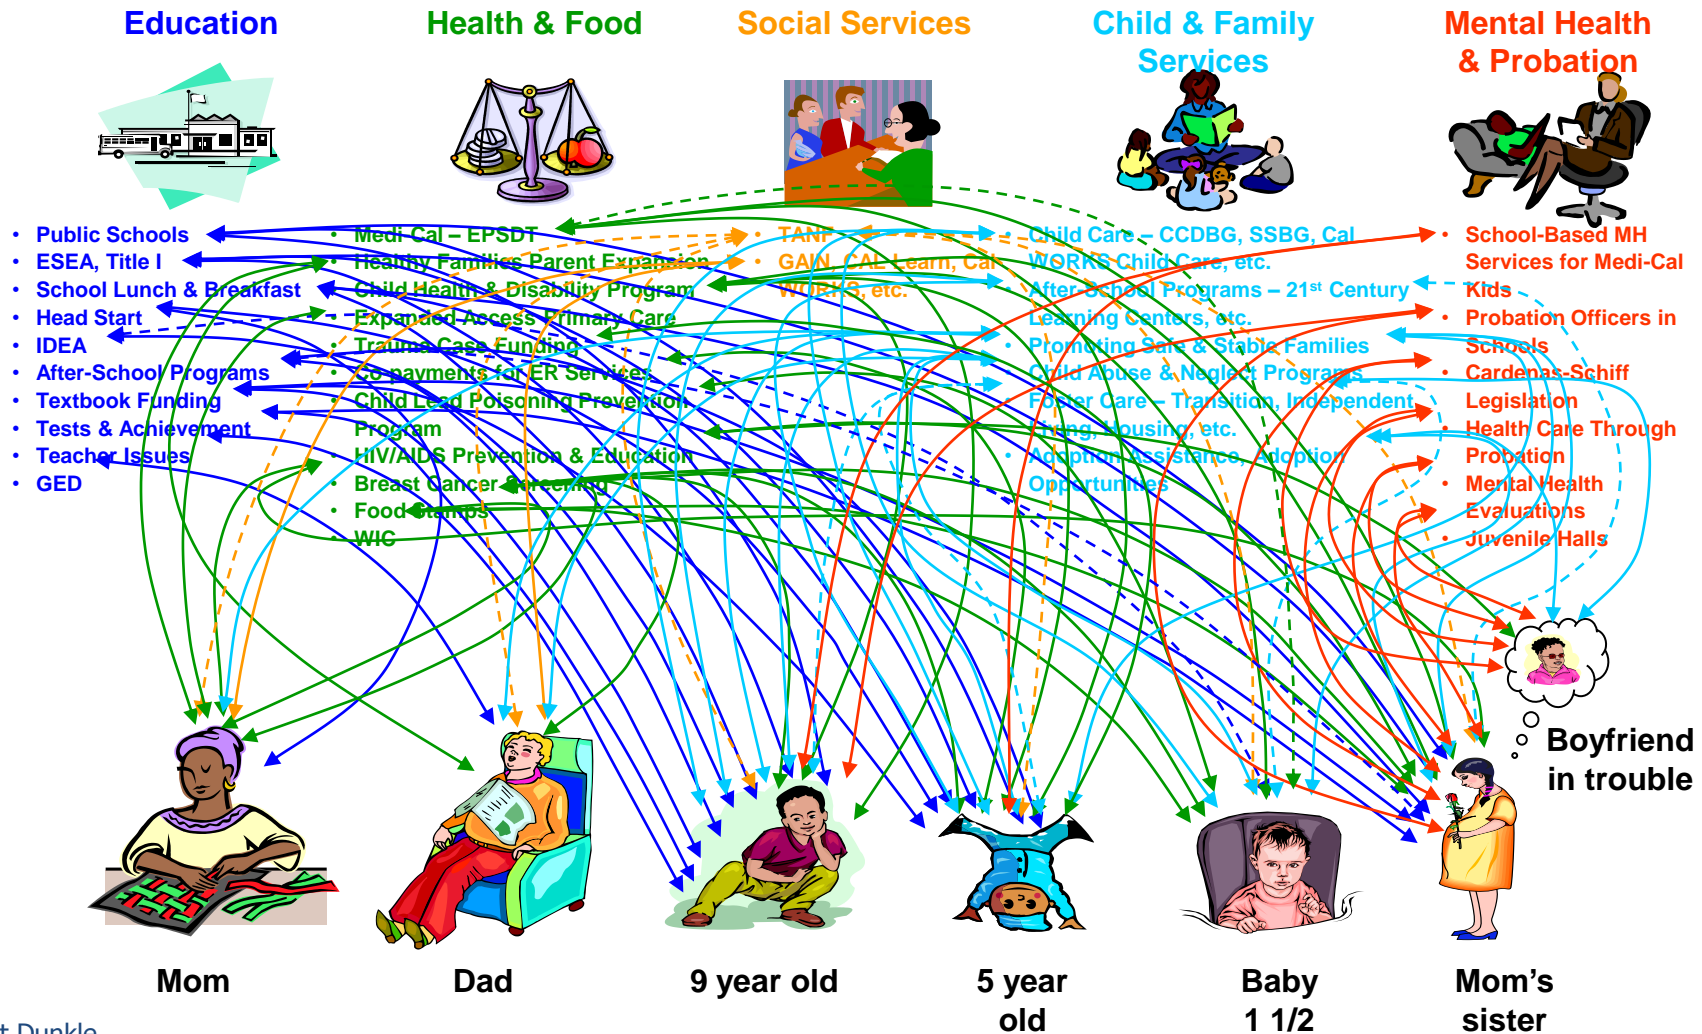 Education
Health & Food
Social Services
Child & Family
Services
Mental Health
& Probation
• Public Schools
• ESEA, Title I
• School Lunch & Breakfast
• Head Start
• IDEA
• After-School Programs
• Textbook Funding
• Tests & Achievement
• Teacher Issues
• GED
• Medi-Cal – EPSDT
• Healthy Families Parent Expansion
• Child Health & Disability Program
• Expanded Access Primary Care
• Trauma Case Funding
• Co-payments for ER Services
• Child Lead Poisoning Prevention
Program
• HIV/AIDS Prevention & Education
• Breast Cancer Screening
• Food Stamps
• WIC
• TANF
• GAIN, CAL Learn, Cal
WORKS, etc.
• Child Care – CCDBG, SSBG, Cal
WORKS Child Care, etc.
• After-School Programs – 21st Century
Learning Centers, etc.
• Promoting Safe & Stable Families
• Child Abuse & Neglect Programs
• Foster Care – Transition, Independent
Living, Housing, etc.
• Adoption Assistance, Adoption
Opportunities
• School-Based MH
Services for Medi-Cal
Kids
• Probation Officers in
Schools
• Cardenas-Schiff
Legislation
• Health Care Through
Probation
• Mental Health
Evaluations
• Juvenile Halls
Boyfriend
in trouble
Mom
Dad
9 year old
5 year
old
Baby
1 1/2
Mom's
sister
Dunkle